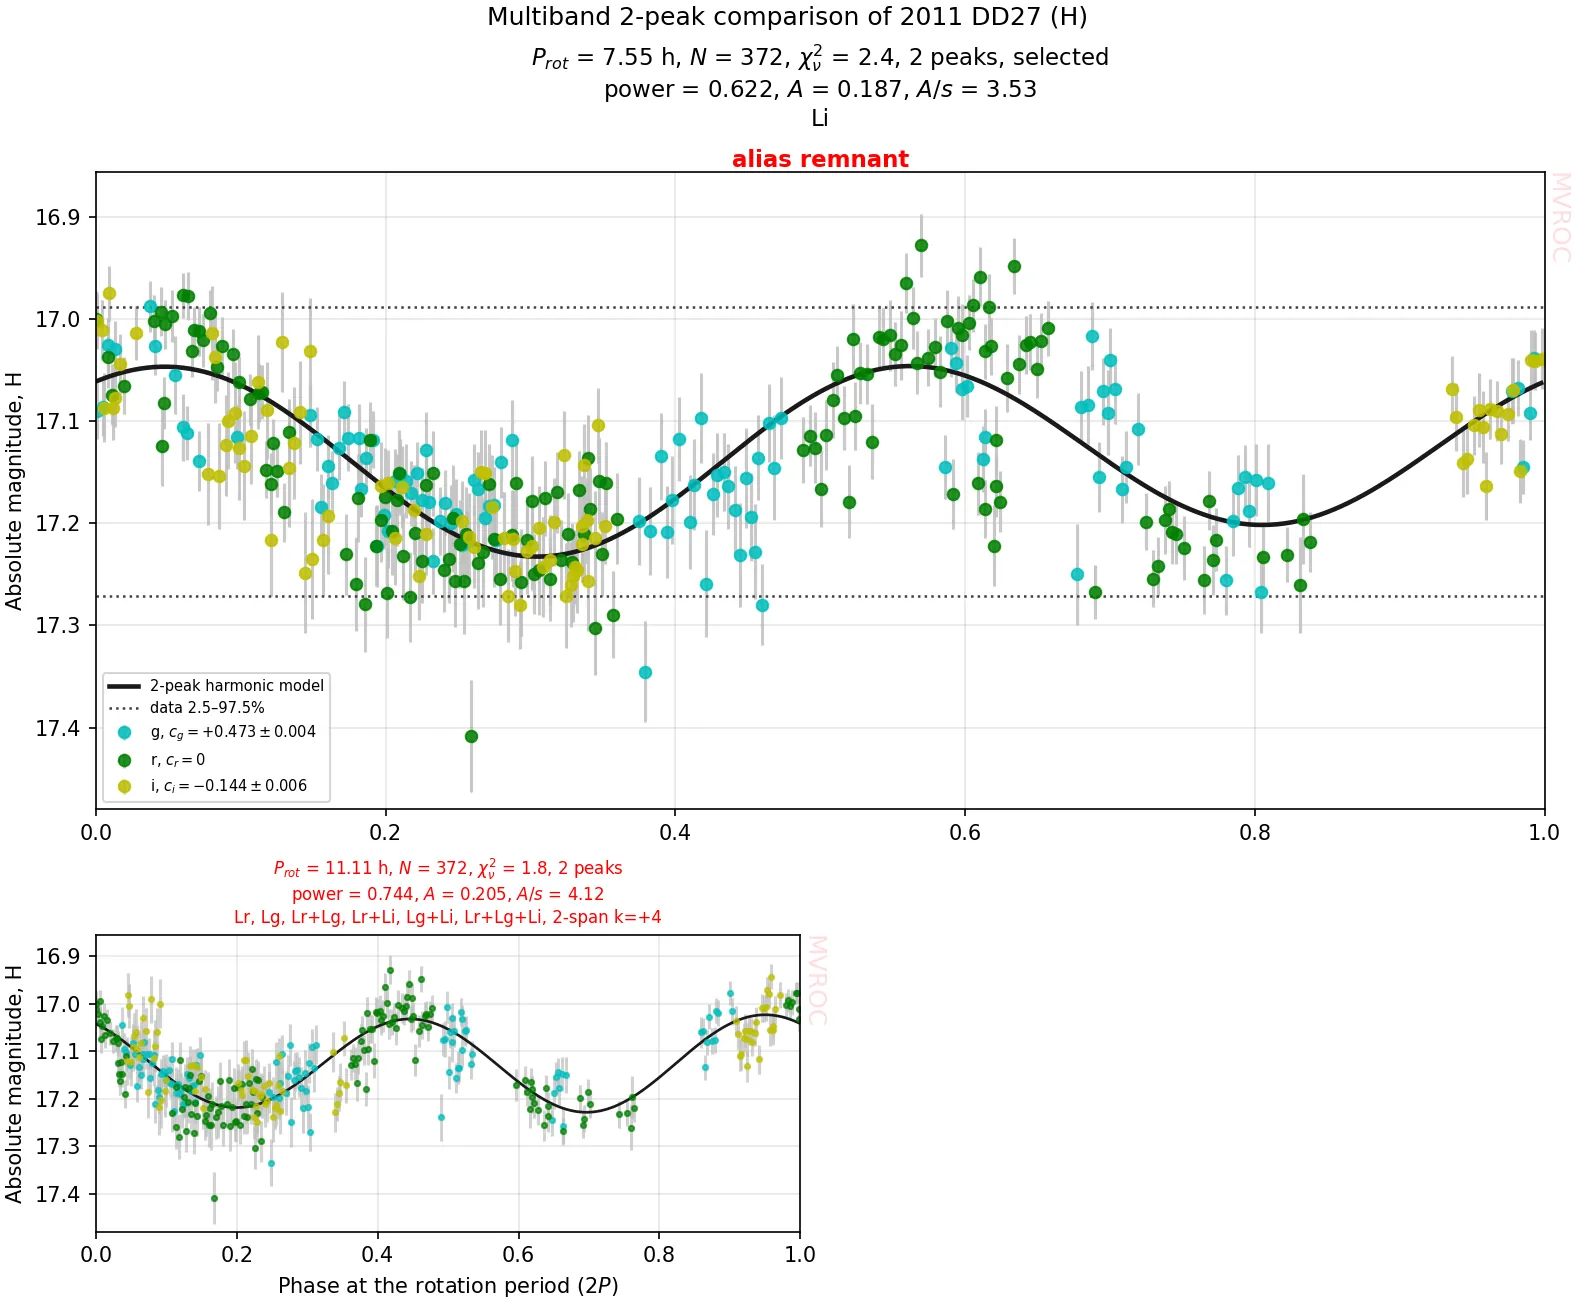 Multiband 2-peak comparison of 2011 DD27 (H)
P_rot = 7.55 h, N = 372, χ²_ν = 2.4, 2 peaks, selected
power = 0.622, A = 0.187, A/s = 3.53
Li
alias remnant
MVROC
Absolute magnitude, H
16.9
17.0
17.1
17.2
17.3
17.4
2-peak harmonic model
data 2.5–97.5%
g, c_g = +0.473 ± 0.004
r, c_r = 0
i, c_i = −0.144 ± 0.006
0.0 0.2 0.4 0.6 0.8 1.0
P_rot = 11.11 h, N = 372, χ²_ν = 1.8, 2 peaks
power = 0.744, A = 0.205, A/s = 4.12
Lr, Lg, Lr+Lg, Lr+Li, Lg+Li, Lr+Lg+Li, 2-span k=+4
MVROC
Absolute magnitude, H
16.9
17.0
17.1
17.2
17.3
17.4
0.0 0.2 0.4 0.6 0.8 1.0
Phase at the rotation period (2P)